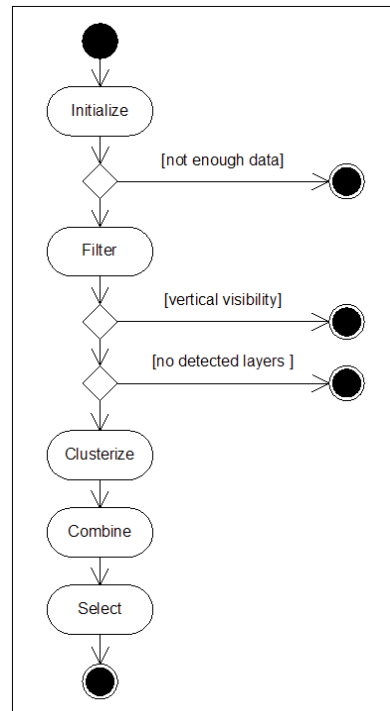 Initialize
[not enough data]
Filter
[vertical visibility]
[no detected layers ]
Clusterize
Combine
Select